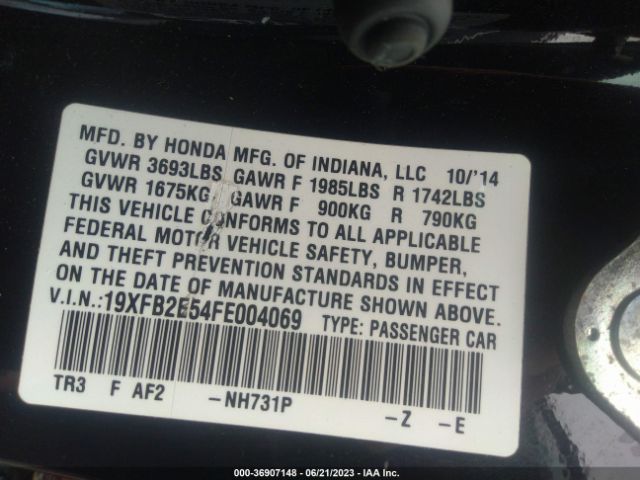 MFD. BY HONDA MFG. OF INDIANA, LLC 10/'14
GVWR 3693LBS GAWR F 1985LBS R 1742LBS
GVWR 1675KG GAWR F 900KG R 790KG
THIS VEHICLE CONFORMS TO ALL APPLICABLE
FEDERAL MOTOR VEHICLE SAFETY, BUMPER,
AND THEFT PREVENTION STANDARDS IN EFFECT
ON THE DATE OF MANUFACTURE SHOWN ABOVE.
V.I.N.:19XFB2E54FE004069 TYPE: PASSENGER CAR
TR3 F AF2 -NH731P -Z -E
000-36907148 - 06/21/2023 - IAAI.COM